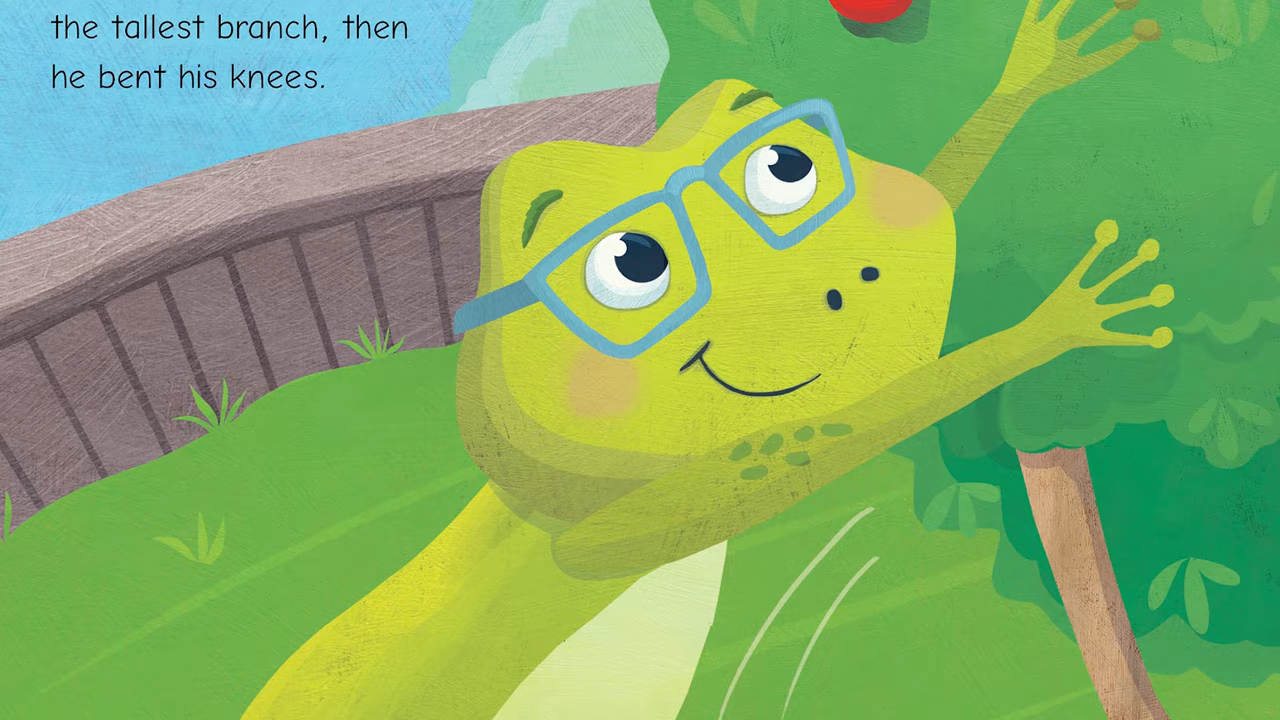 the tallest branch, then
he bent his knees.